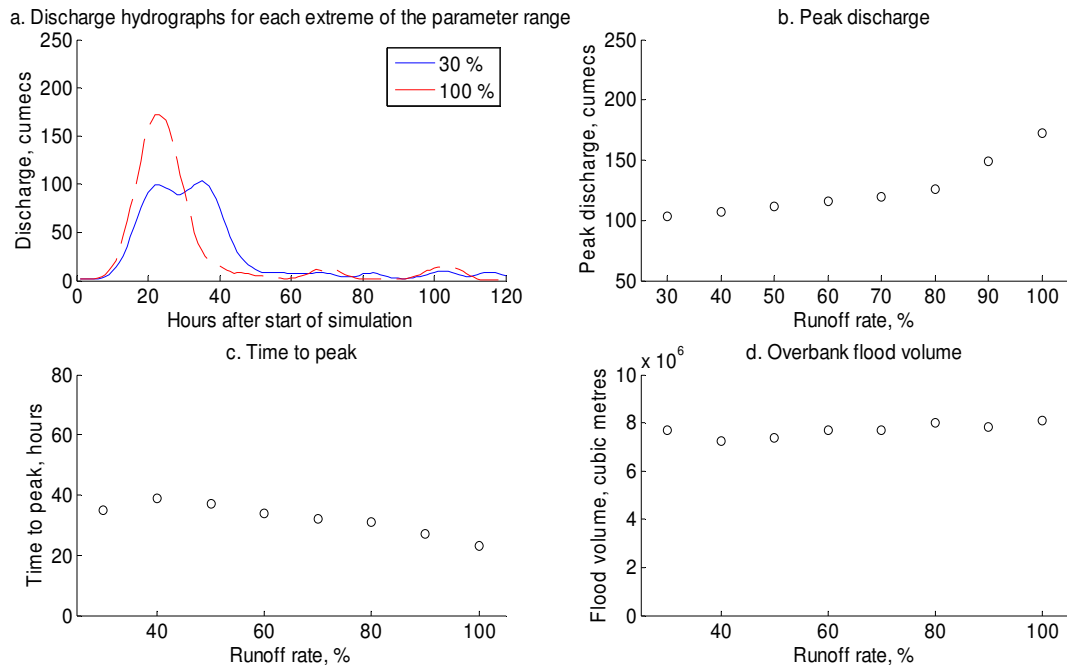 a. Discharge hydrographs for each extreme of the parameter range
250
200
150
100
50
0
Discharge, cumecs
30 %
100 %
0 20 40 60 80 100 120
Hours after start of simulation
b. Peak discharge
250
200
150
100
50
Peak discharge, cumecs
30 40 50 60 70 80 90 100
Runoff rate, %
c. Time to peak
80
60
40
20
0
Time to peak, hours
40 60 80 100
Runoff rate, %
d. Overbank flood volume
x 10^6
10
8
6
4
2
0
Flood volume, cubic metres
40 60 80 100
Runoff rate, %